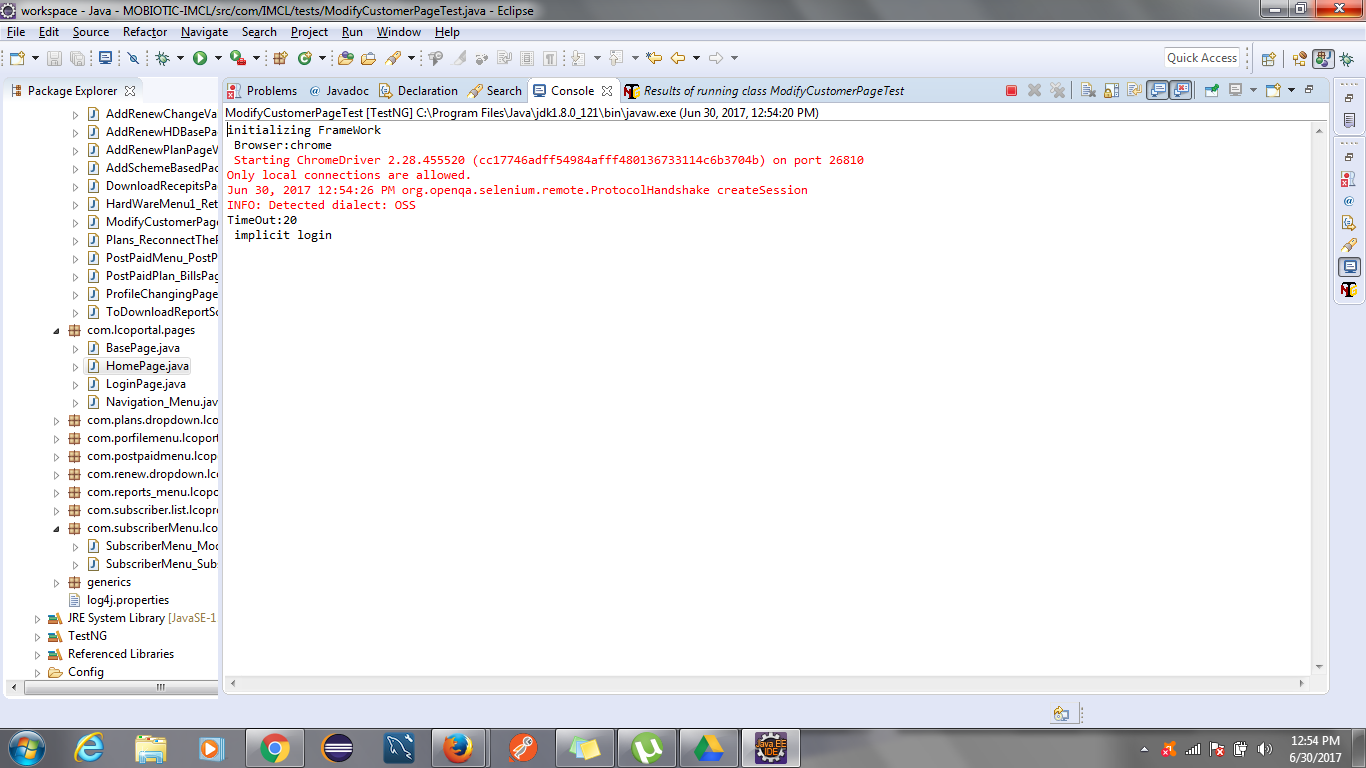 workspace - Java - MOBIOTIC-IMCL/src/com/IMCL/tests/ModifyCustomerPageTest.java - Eclipse
File Edit Source Refactor Navigate Search Project Run Window Help
Quick Access
Package Explorer
AddRenewChangeVa
AddRenewHDBasePa
AddRenewPlanPageV
AddSchemeBasedPac
DownloadRecepitsPa
HardWareMenu1_Ret
ModifyCustomerPag
Plans_ReconnectTheP
PostPaidMenu_PostP
PostPaidPlan_BillsPag
ProfileChangingPage
ToDownloadReportSc
com.lcoportal.pages
BasePage.java
HomePage.java
LoginPage.java
Navigation_Menu.jav
com.plans.dropdown.lco
com.porfilemenu.lcoport
com.postpaidmenu.lcop
com.renew.dropdown.lc
com.reports_menu.lcopo
com.subscriber.list.lcopro
com.subscriberMenu.lco
SubscriberMenu_Moc
SubscriberMenu_Subs
generics
log4j.properties
JRE System Library [JavaSE-1
TestNG
Referenced Libraries
Config
Problems Javadoc Declaration Search Console Results of running class ModifyCustomerPageTest
ModifyCustomerPageTest [TestNG] C:\Program Files\Java\jdk1.8.0_121\bin\javaw.exe (Jun 30, 2017, 12:54:20 PM)
initializing FrameWork
Browser:chrome
Starting ChromeDriver 2.28.455520 (cc17746adff54984afff480136733114c6b3704b) on port 26810
Only local connections are allowed.
Jun 30, 2017 12:54:26 PM org.openqa.selenium.remote.ProtocolHandshake createSession
INFO: Detected dialect: OSS
TimeOut:20
implicit login
Java EE
IDE
12:54 PM
6/30/2017